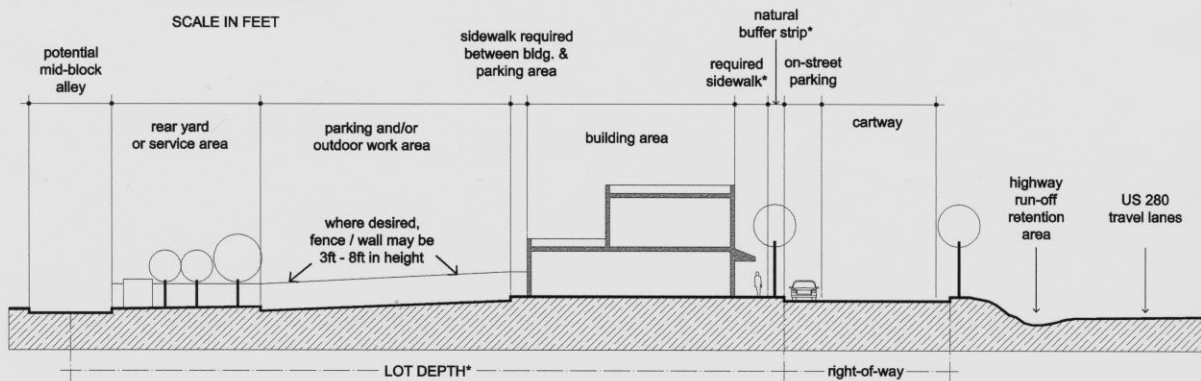 SCALE IN FEET
potential
mid-block
alley
rear yard
or service area
parking and/or
outdoor work area
where desired,
fence / wall may be
3ft - 8ft in height
sidewalk required
between bldg. &
parking area
building area
required
sidewalk*
natural
buffer strip*
on-street
parking
cartway
highway
run-off
retention
area
US 280
travel lanes
LOT DEPTH*
right-of-way